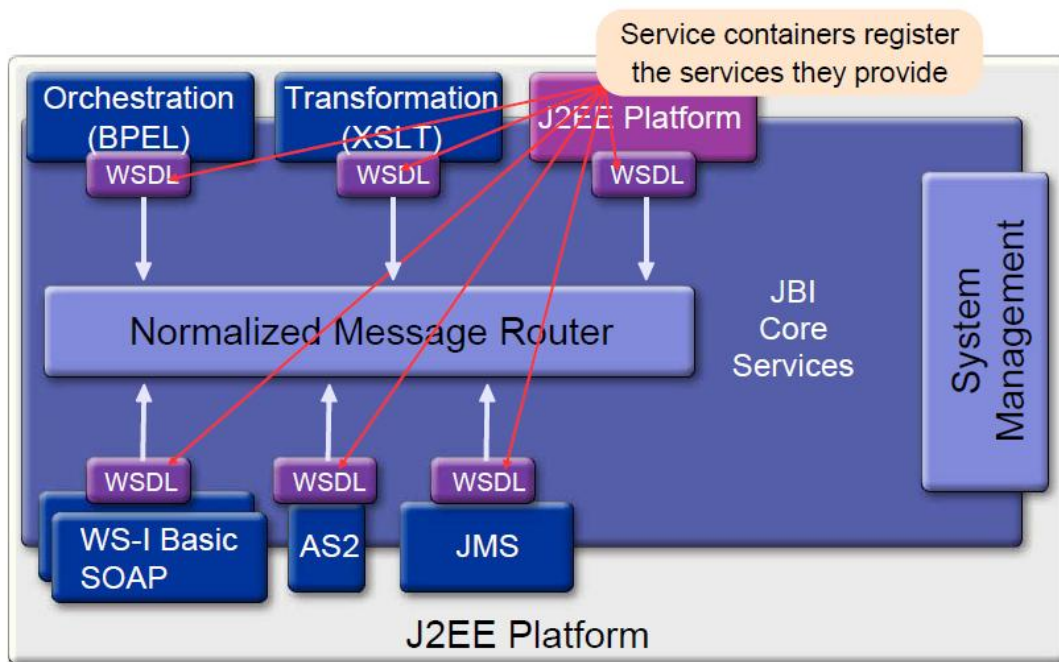 Service containers register
the services they provide
Orchestration
(BPEL)
Transformation
(XSLT)
J2EE Platform
WSDL
WSDL
WSDL
Normalized Message Router
JBI
Core
Services
System
Management
WSDL
WSDL
WSDL
WS-I Basic
SOAP
AS2
JMS
J2EE Platform